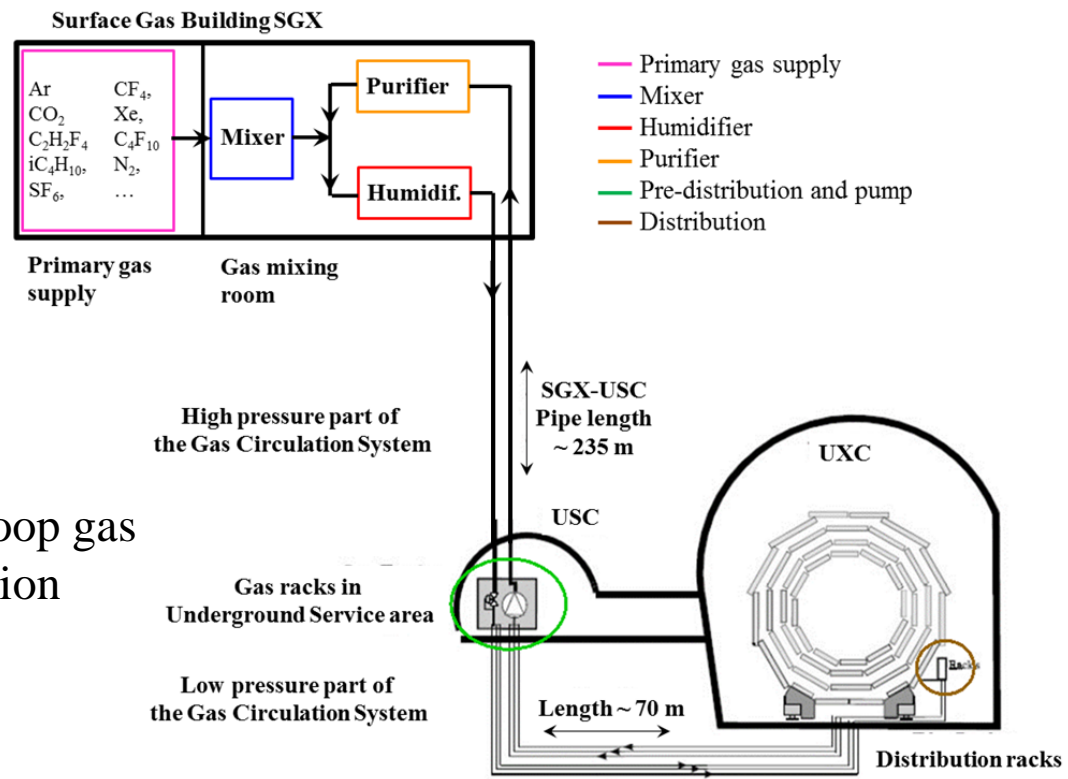 Surface Gas Building SGX
Ar CF₄,
CO₂ Xe,
C₂H₂F₄ C₄F₁₀
iC₄H₁₀, N₂,
SF₆, …
Mixer
Purifier
Humidif.
Primary gas
supply
Gas mixing
room
Primary gas supply
Mixer
Humidifier
Purifier
Pre-distribution and pump
Distribution
High pressure part of
the Gas Circulation System
SGX-USC
Pipe length
~ 235 m
UXC
USC
oop gas
ion
Gas racks in
Underground Service area
Racks
Low pressure part of
the Gas Circulation System
Length ~ 70 m
Distribution racks